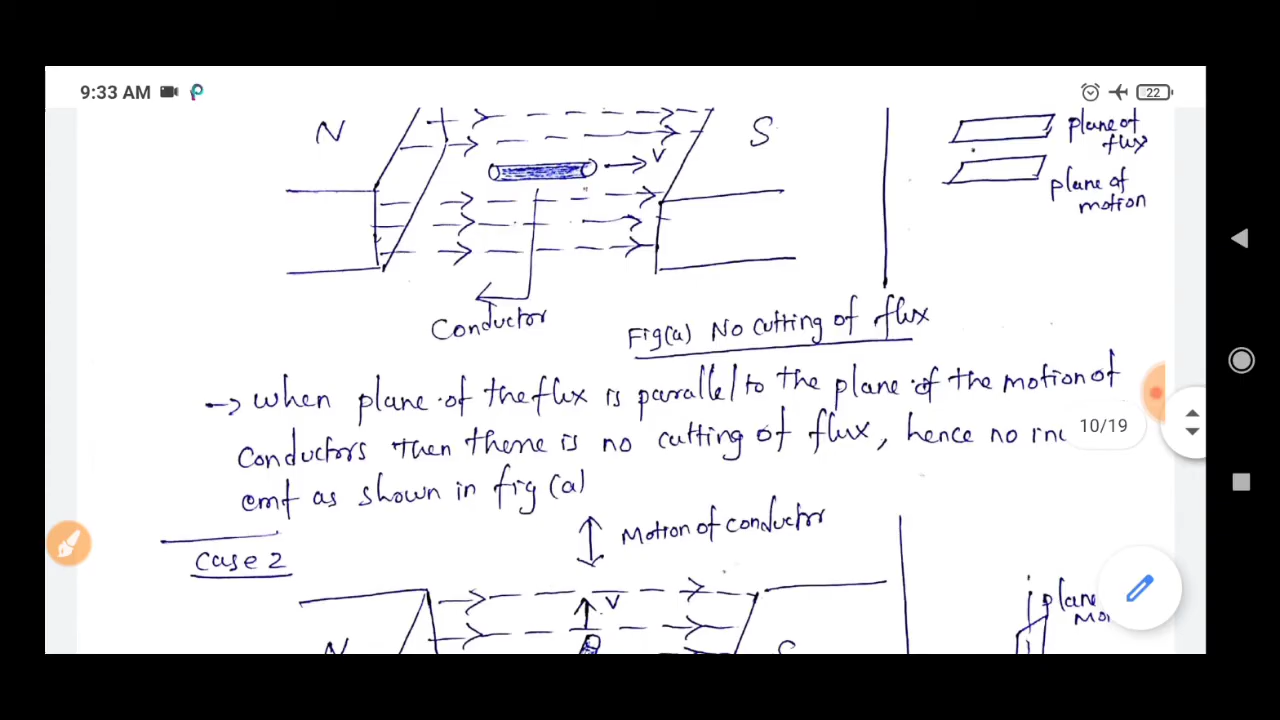 9:33 AM
22
N
S
V
plane of
flux
plane of
motion
Conductor
Fig(a) No cutting of flux
→ when plane of the flux is parallel to the plane of the motion of
Conductors then there is no cutting of flux, hence no
10/19
emf as shown in fig (a)
Motion of conductor
Case 2
V
plane
N
S